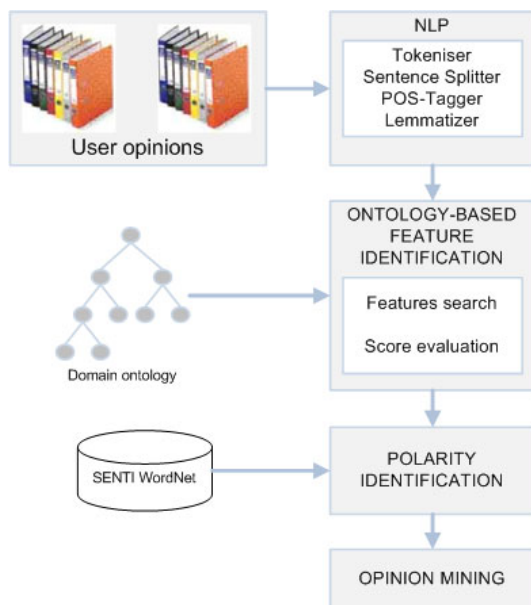 User opinions
NLP
Tokeniser
Sentence Splitter
POS-Tagger
Lemmatizer
ONTOLOGY-BASED
FEATURE
IDENTIFICATION
Features search
Score evaluation
Domain ontology
SENTI WordNet
POLARITY
IDENTIFICATION
OPINION MINING